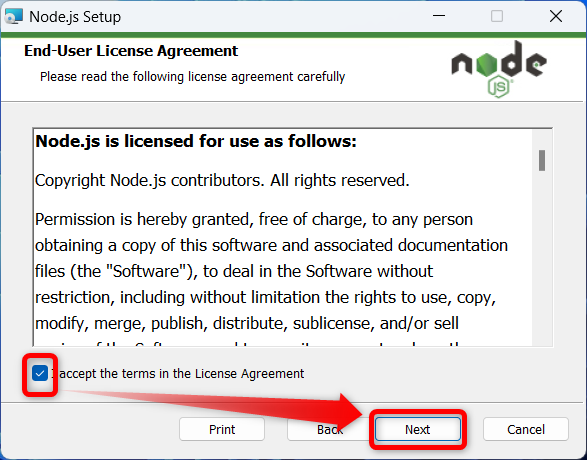 Node.js Setup
End-User License Agreement
Please read the following license agreement carefully
node
JS
Node.js is licensed for use as follows:
Copyright Node.js contributors. All rights reserved.
Permission is hereby granted, free of charge, to any person
obtaining a copy of this software and associated documentation
files (the "Software"), to deal in the Software without
restriction, including without limitation the rights to use, copy,
modify, merge, publish, distribute, sublicense, and/or sell
I accept the terms in the License Agreement
Print Back Next Cancel